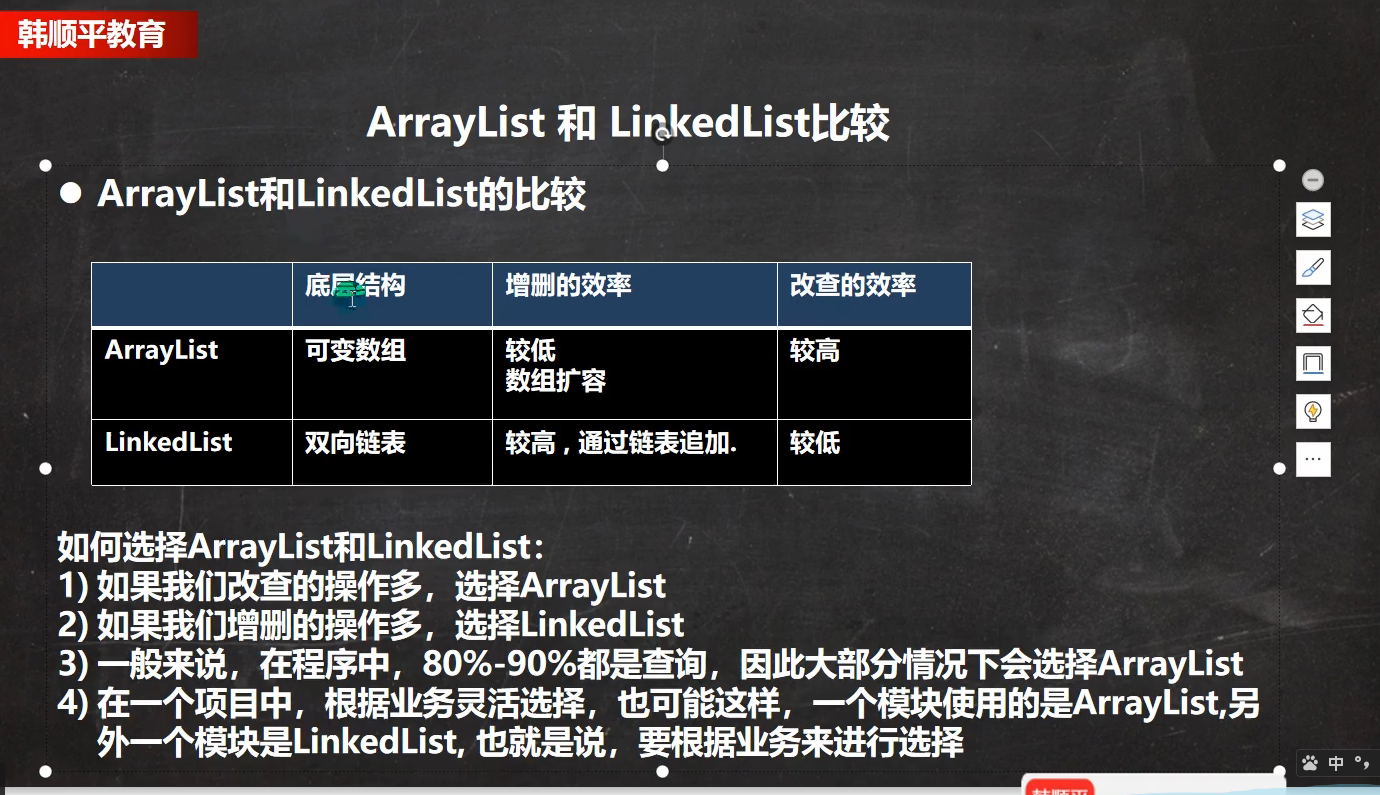 韩顺平教育
ArrayList 和 LinkedList比较
ArrayList和LinkedList的比较
底层结构 增删的效率 改查的效率
ArrayList 可变数组 较低 较高
数组扩容
LinkedList 双向链表 较高 , 通过链表追加. 较低
如何选择ArrayList和LinkedList：
1) 如果我们改查的操作多，选择ArrayList
2) 如果我们增删的操作多，选择LinkedList
3) 一般来说，在程序中，80%-90%都是查询，因此大部分情况下会选择ArrayList
4) 在一个项目中，根据业务灵活选择，也可能这样，一个模块使用的是ArrayList,另
外一个模块是LinkedList, 也就是说，要根据业务来进行选择
中